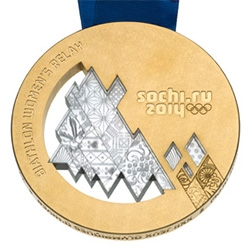 BIATHLON WOMEN'S RELAY
sochi.ru
2014